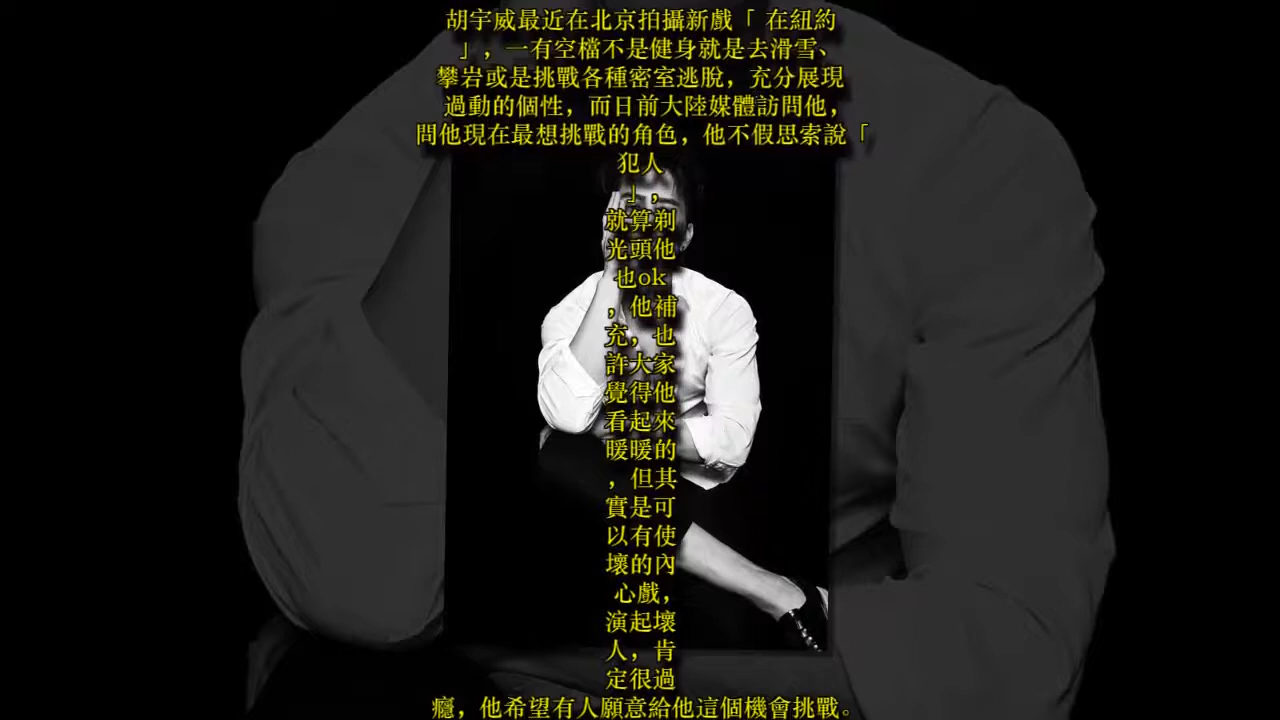 胡宇威最近在北京拍攝新戲「 在紐約
」，一有空檔不是健身就是去滑雪、
攀岩或是挑戰各種密室逃脫，充分展現
過動的個性，而日前大陸媒體訪問他，
問他現在最想挑戰的角色，他不假思索說「
犯人
」，
就算剃
光頭他
也ok
，他補
充，也
許大家
覺得他
看起來
暖暖的
，但其
實是可
以有使
壞的內
心戲，
演起壞
人，肯
定很過
癮，他希望有人願意給他這個機會挑戰。